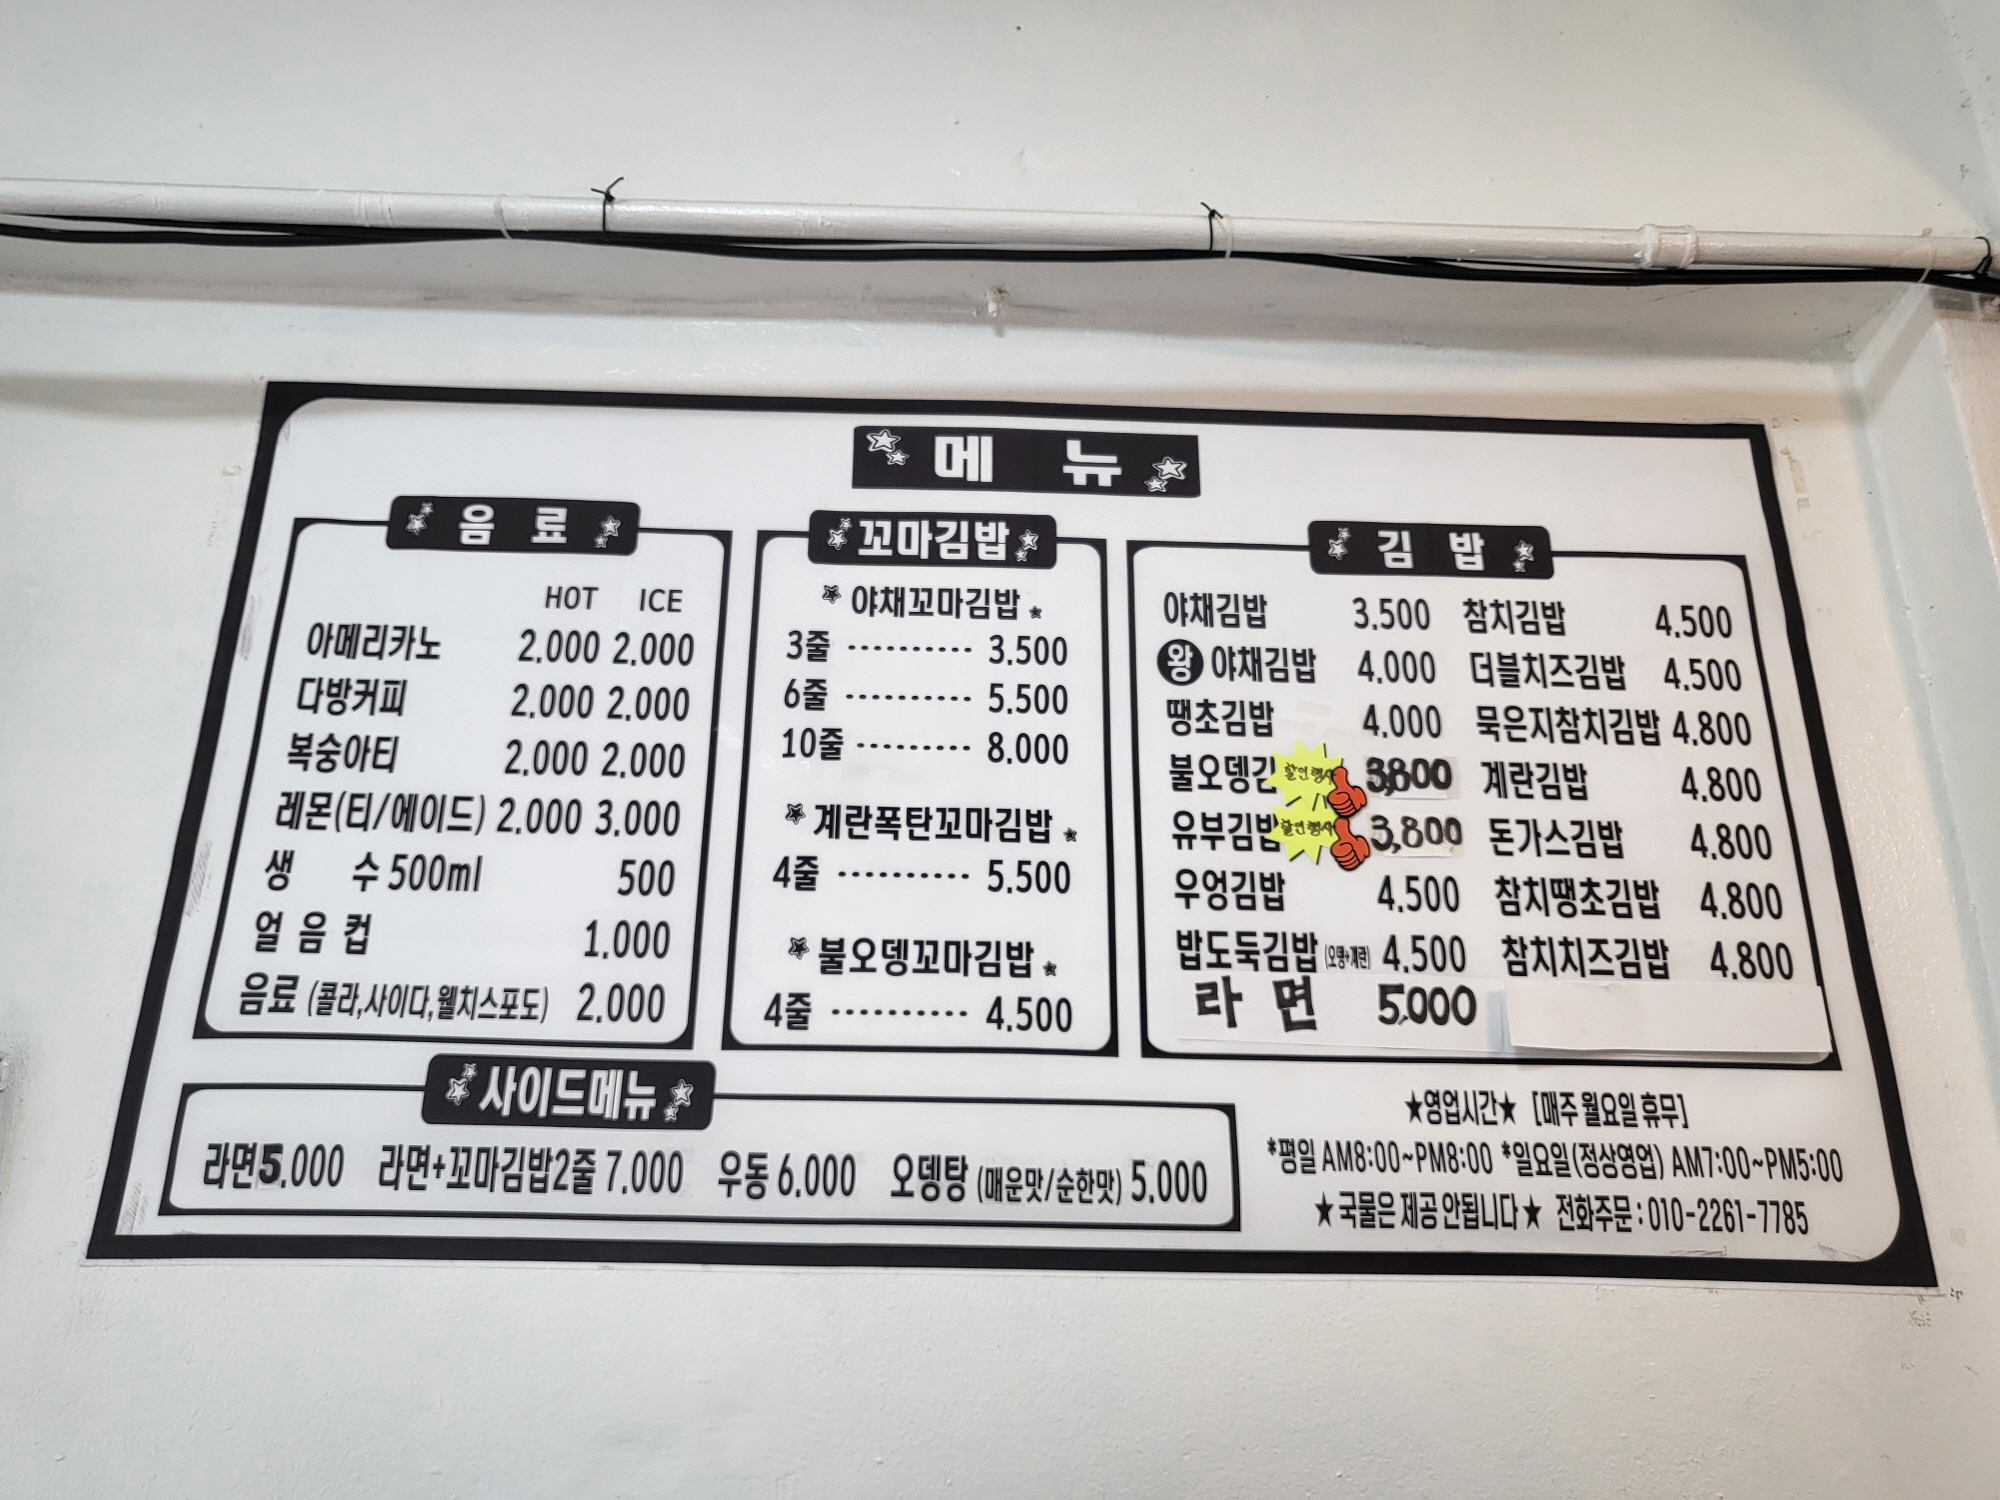 메 뉴
음 료
HOT ICE
아메리카노 2,000 2,000
다방커피 2,000 2,000
복숭아티 2,000 2,000
레몬(티/에이드) 2,000 3,000
생 수 500ml 500
얼 음 컵 1,000
음료 (콜라,사이다,웰치스포도) 2,000
꼬마김밥
야채꼬마김밥
3줄 ·········· 3,500
6줄 ·········· 5,500
10줄 ········· 8,000
계란폭탄꼬마김밥
4줄 ·········· 5,500
불오뎅꼬마김밥
4줄 ·········· 4,500
김 밥
야채김밥 3,500 참치김밥 4,500
왕 야채김밥 4,000 더블치즈김밥 4,500
땡초김밥 4,000 묵은지참치김밥 4,800
불오뎅김 할인행사 3,800 계란김밥 4,800
유부김밥 할인행사 3,800 돈가스김밥 4,800
우엉김밥 4,500 참치땡초김밥 4,800
밥도둑김밥 (오뎅+계란) 4,500 참치치즈김밥 4,800
라 면 5,000
사이드메뉴
라면 5,000 라면+꼬마김밥2줄 7,000 우동 6,000 오뎅탕 (매운맛/순한맛) 5,000
★영업시간★ [매주 월요일 휴무]
*평일 AM8:00~PM8:00 *일요일(정상영업) AM7:00~PM5:00
★국물은 제공 안됩니다★ 전화주문 : 010-2261-7785